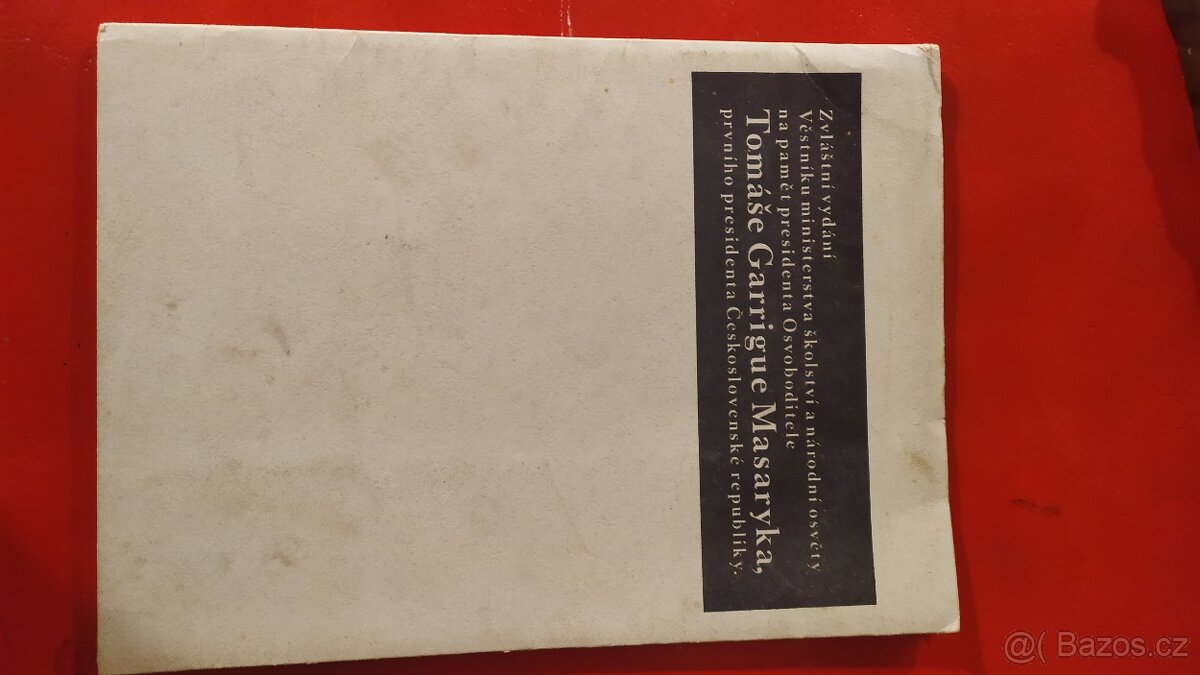 Zvláštní vydání
Věstníku ministerstva školství a národní osvěty
na paměť presidenta Osvoboditele
Tomáše Garrigue Masaryka,
prvního presidenta Československé republiky.
@( Bazos.cz